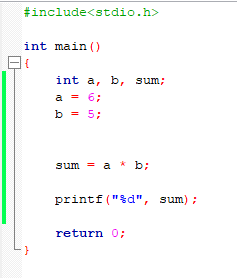 #include<stdio.h>
int main()
{
int a, b, sum;
a = 6;
b = 5;
sum = a * b;
printf("%d", sum);
return 0;
}